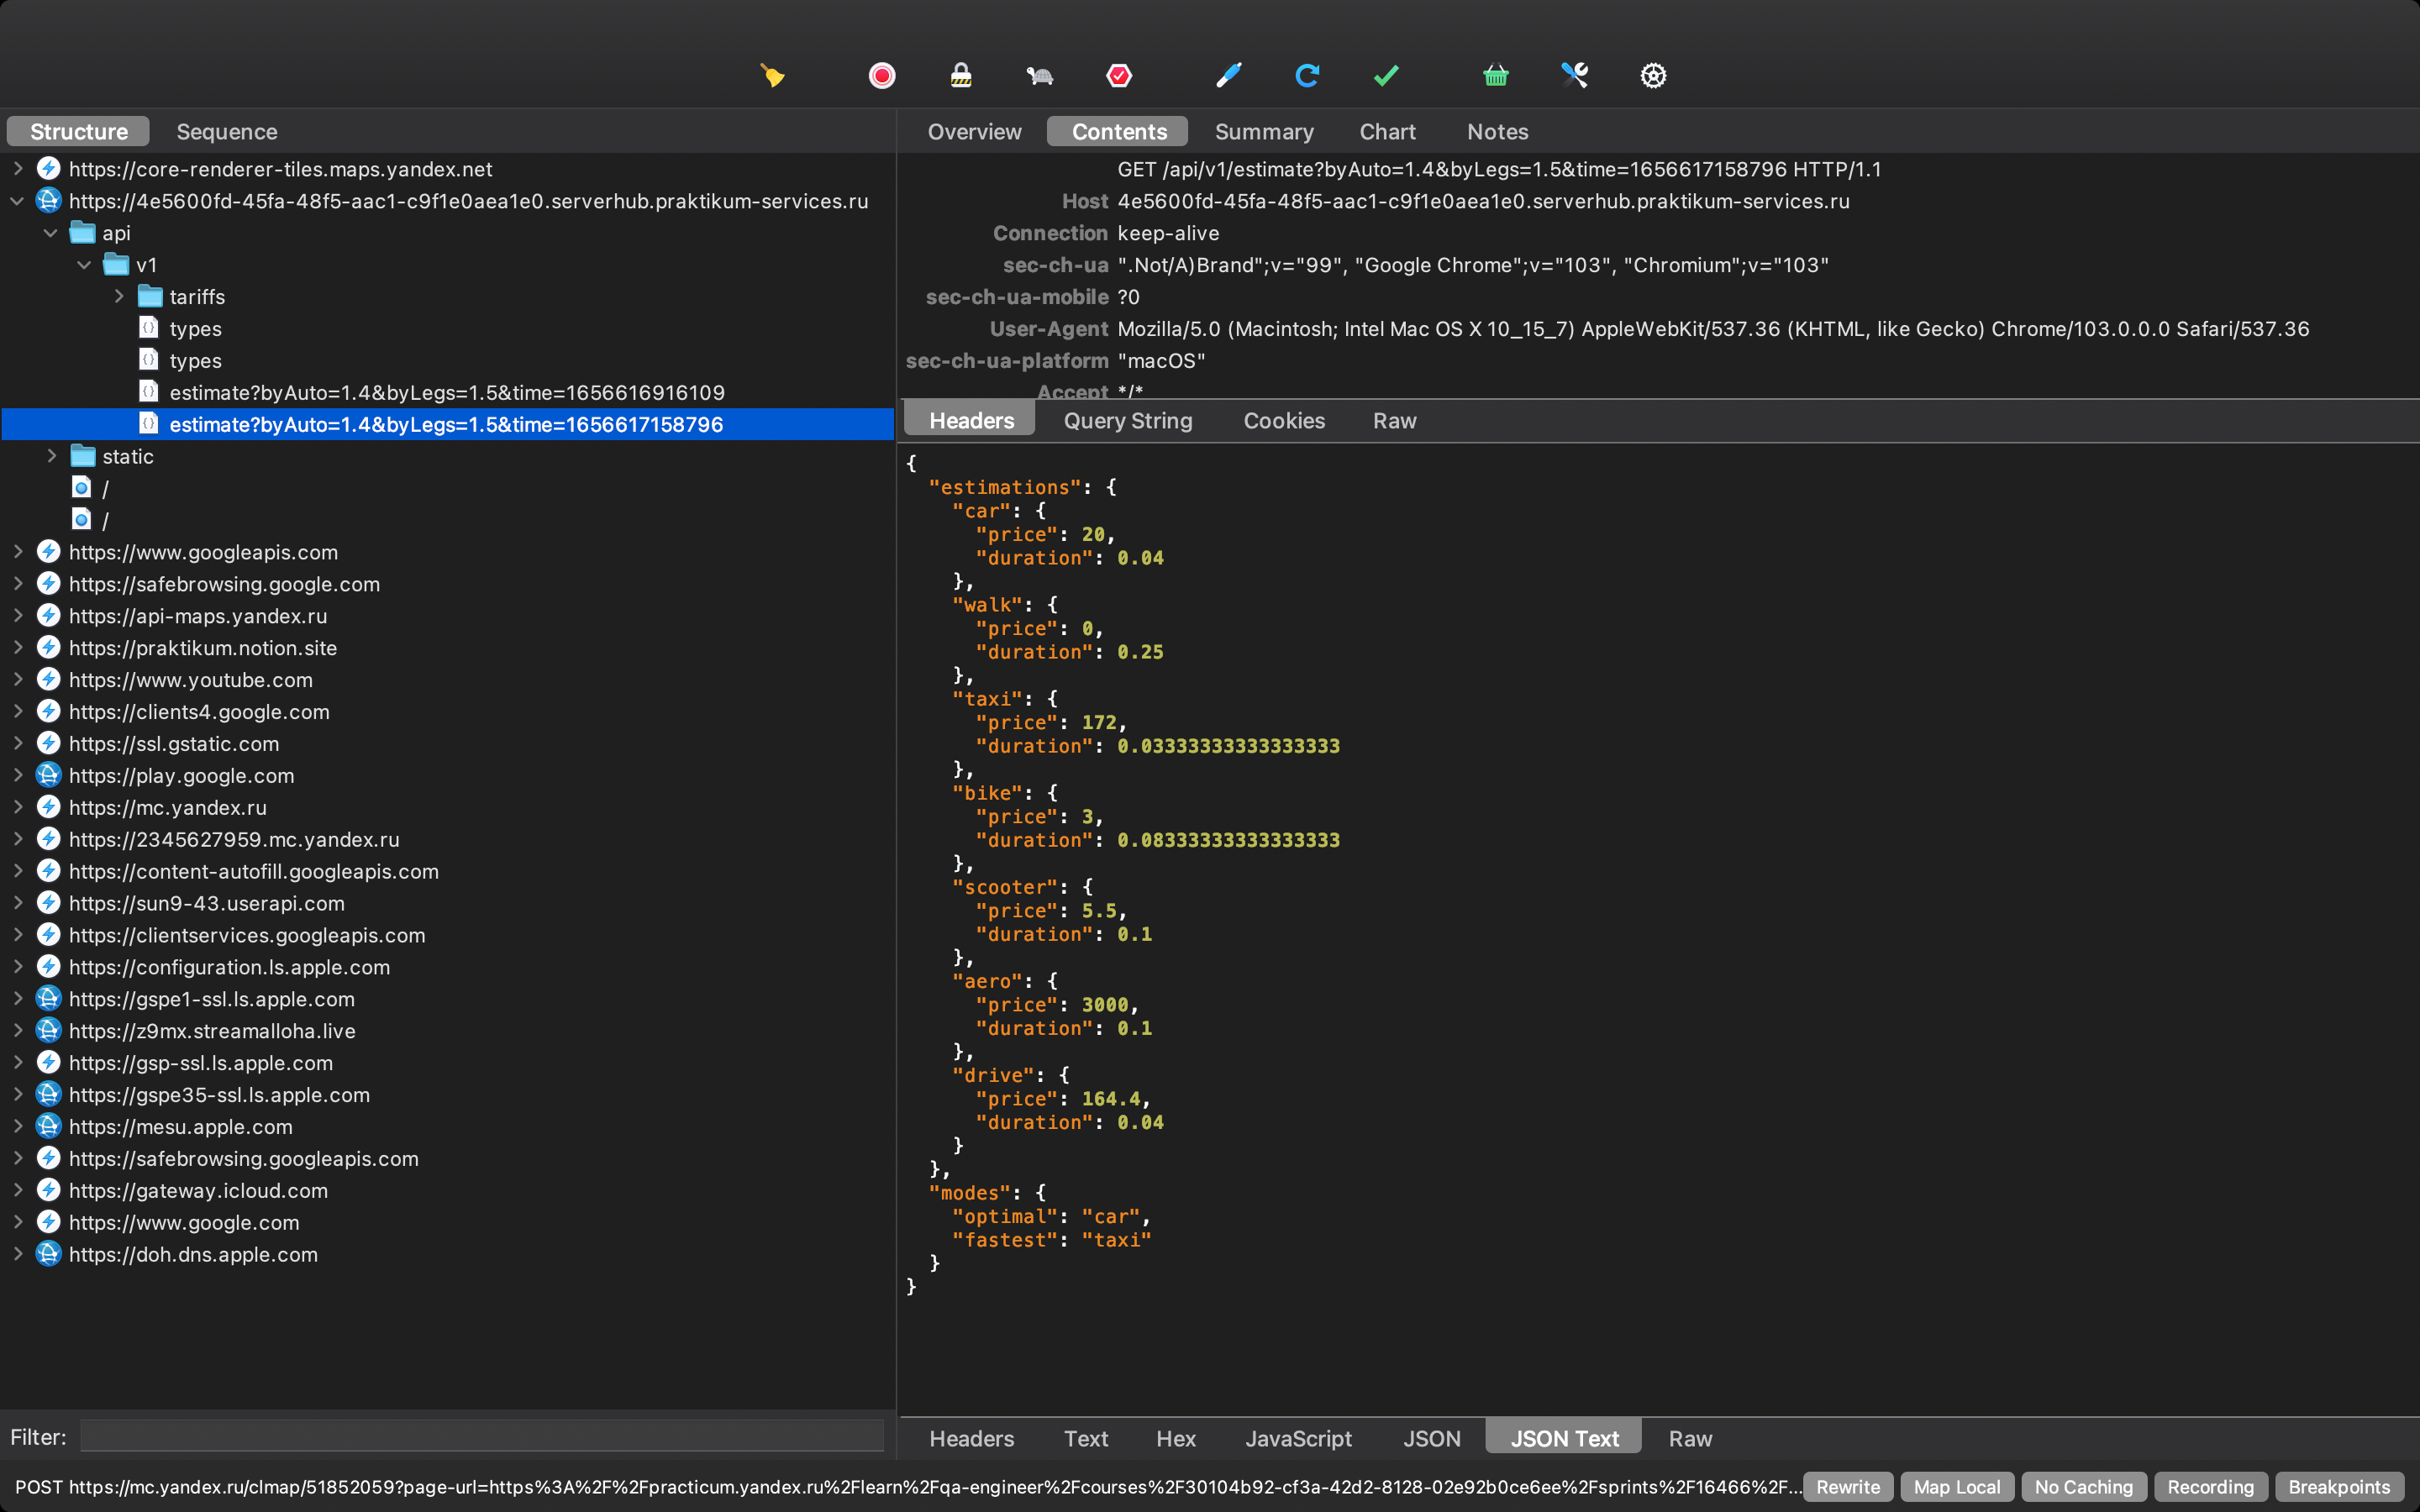 Structure Sequence
https://core-renderer-tiles.maps.yandex.net
https://4e5600fd-45fa-48f5-aac1-c9f1e0aea1e0.serverhub.praktikum-services.ru
api
v1
tariffs
types
types
estimate?byAuto=1.4&byLegs=1.5&time=1656616916109
estimate?byAuto=1.4&byLegs=1.5&time=1656617158796
static
/
/
https://www.googleapis.com
https://safebrowsing.google.com
https://api-maps.yandex.ru
https://praktikum.notion.site
https://www.youtube.com
https://clients4.google.com
https://ssl.gstatic.com
https://play.google.com
https://mc.yandex.ru
https://2345627959.mc.yandex.ru
https://content-autofill.googleapis.com
https://sun9-43.userapi.com
https://clientservices.googleapis.com
https://configuration.ls.apple.com
https://gspe1-ssl.ls.apple.com
https://z9mx.streamalloha.live
https://gsp-ssl.ls.apple.com
https://gspe35-ssl.ls.apple.com
https://mesu.apple.com
https://safebrowsing.googleapis.com
https://gateway.icloud.com
https://www.google.com
https://doh.dns.apple.com
Filter:
Overview Contents Summary Chart Notes
GET /api/v1/estimate?byAuto=1.4&byLegs=1.5&time=1656617158796 HTTP/1.1
Host 4e5600fd-45fa-48f5-aac1-c9f1e0aea1e0.serverhub.praktikum-services.ru
Connection keep-alive
sec-ch-ua ".Not/A)Brand";v="99", "Google Chrome";v="103", "Chromium";v="103"
sec-ch-ua-mobile ?0
User-Agent Mozilla/5.0 (Macintosh; Intel Mac OS X 10_15_7) AppleWebKit/537.36 (KHTML, like Gecko) Chrome/103.0.0.0 Safari/537.36
sec-ch-ua-platform "macOS"
Accept */*
Headers Query String Cookies Raw
{
"estimations": {
"car": {
"price": 20,
"duration": 0.04
},
"walk": {
"price": 0,
"duration": 0.25
},
"taxi": {
"price": 172,
"duration": 0.03333333333333333
},
"bike": {
"price": 3,
"duration": 0.08333333333333333
},
"scooter": {
"price": 5.5,
"duration": 0.1
},
"aero": {
"price": 3000,
"duration": 0.1
},
"drive": {
"price": 164.4,
"duration": 0.04
}
},
"modes": {
"optimal": "car",
"fastest": "taxi"
}
}
Headers Text Hex JavaScript JSON JSON Text Raw
POST https://mc.yandex.ru/clmap/51852059?page-url=https%3A%2F%2Fpracticum.yandex.ru%2Flearn%2Fqa-engineer%2Fcourses%2F30104b92-cf3a-42d2-8128-02e92b0ce6ee%2Fsprints%2F16466%2F... Rewrite Map Local No Caching Recording Breakpoints